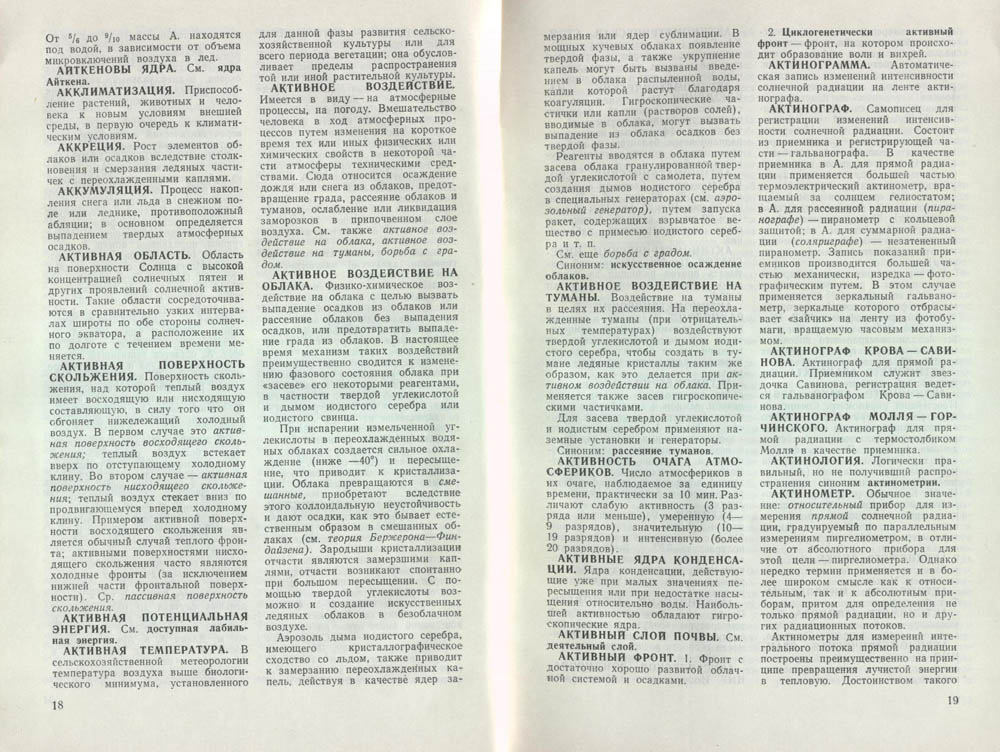 От 5/6 до 9/10 массы А. находятся
под водой, в зависимости от объема
микровключений воздуха в лед.
АЙТКЕНОВЫ ЯДРА. См. ядра
Айткена.
АККЛИМАТИЗАЦИЯ. Приспособ-
ление растений, животных и чело-
века к новым условиям внешней
среды, в первую очередь к климати-
ческим условиям.
АККРЕЦИЯ. Рост элементов об-
лаков или осадков вследствие столк-
новения и смерзания ледяных части-
чек с переохлажденными каплями.
АККУМУЛЯЦИЯ. Процесс накоп-
ления снега или льда в снежном по-
ле или леднике, противоположный
абляции; в основном определяется
выпадением твердых атмосферных
осадков.
АКТИВНАЯ ОБЛАСТЬ. Область
на поверхности Солнца с высокой
концентрацией солнечных пятен и
других проявлений солнечной актив-
ности. Такие области сосредоточива-
ются в сравнительно узких интерва-
лах широты по обе стороны солнеч-
ного экватора, а расположение их
по долготе с течением времени ме-
няется.
АКТИВНАЯ ПОВЕРХНОСТЬ
СКОЛЬЖЕНИЯ. Поверхность сколь-
жения, над которой теплый воздух
имеет восходящую или нисходящую
составляющую, в силу того что он
обгоняет нижележащий холодный
воздух. В первом случае это актив-
ная поверхность восходящего сколь-
жения; теплый воздух встекает
вверх по отступающему холодному
клину. Во втором случае — активная
поверхность нисходящего скольже-
ния; теплый воздух стекает вниз по
продвигающемуся вперед холодному
клину. Примером активной поверх-
ности восходящего скольжения яв-
ляется обычный случай теплого фрон-
та; активными поверхностями нисхо-
дящего скольжения часто являются
холодные фронты (за исключением
нижней части фронтальной поверх-
ности). Ср. пассивная поверхность
скольжения.
АКТИВНАЯ ПОТЕНЦИАЛЬНАЯ
ЭНЕРГИЯ. См. доступная лабиль-
ная энергия.
АКТИВНАЯ ТЕМПЕРАТУРА. В
сельскохозяйственной метеорологии
температура воздуха выше биологи-
ческого минимума, установленного
18
для данной фазы развития сельско-
хозяйственной культуры или для
всего периода вегетации; она обуслов-
ливает пределы распространения
той или иной растительной культуры.
АКТИВНОЕ ВОЗДЕЙСТВИЕ.
Имеется в виду — на атмосферные
процессы, на погоду. Вмешательство
человека в ход атмосферных про-
цессов путем изменения на короткое
время тех или иных физических или
химических свойств в некоторой ча-
сти атмосферы техническими сред-
ствами. Сюда относится осаждение
дождя или снега из облаков, предот-
вращение града, рассеяние облаков и
туманов, ослабление или ликвидация
заморозков в припочвенном слое
воздуха. См. также активное воз-
действие на облака, активное воз-
действие на туманы, борьба с гра-
дом.
АКТИВНОЕ ВОЗДЕЙСТВИЕ НА
ОБЛАКА. Физико-химическое воз-
действие на облака с целью вызвать
выпадение осадков из облаков или
рассеяние облаков без выпадения
осадков, или предотвратить выпаде-
ние града из облаков. В настоящее
время механизм таких воздействий
преимущественно сводится к измене-
нию фазового состояния облака при
«засеве» его некоторыми реагентами,
в частности твердой углекислотой
и дымом иодистого серебра или
иодистого свинца.
При испарении измельченной уг-
лекислоты в переохлажденных водя-
ных облаках создается сильное охла-
ждение (ниже —40°) и пересыще-
ние, что приводит к кристаллиза-
ции. Облака превращаются в сме-
шанные, приобретают вследствие
этого коллоидальную неустойчивость
и дают осадки, как это бывает есте-
ственным образом в смешанных об-
лаках (см. теория Бержерона—Фин-
дайзена). Зародыши кристаллизации
отчасти являются замерзшими кап-
лями, отчасти возникают спонтанно
при большом пересыщении. С по-
мощью твердой углекислоты воз-
можно и создание искусственных
ледяных облаков в безоблачном
воздухе.
Аэрозоль дыма иодистого серебра,
имеющего кристаллографическое
сходство со льдом, также приводит
к замерзанию переохлажденных ка-
пель, действуя в качестве ядер за-
мерзания или ядер сублимации. В
мощных кучевых облаках появление
твердой фазы, а также укрупнение
капель могут быть вызваны введе-
нием в облака распыленной воды,
капли которой растут благодаря
коагуляции. Гигроскопические ча-
стички или капли (растворов солей),
вводимые в облака, могут вызвать
выпадение из облака осадков без
твердой фазы.
Реагенты вводятся в облака путем
засева облака гранулированной твер-
дой углекислотой с самолета, путем
создания дымов иодистого серебра
в специальных генераторах (см. аэро-
зольный генератор), путем запуска
ракет, содержащих взрывчатое ве-
щество с примесью иодистого сереб-
ра и т. п.
См. еще борьба с градом.
Синоним: искусственное осаждение
облаков.
АКТИВНОЕ ВОЗДЕЙСТВИЕ НА
ТУМАНЫ. Воздействие на туманы
в целях их рассеяния. На переохла-
жденные туманы (при отрицатель-
ных температурах) воздействуют
твердой углекислотой и дымом иоди-
стого серебра, чтобы создать в ту-
мане ледяные кристаллы таким же
образом, как это делается при ак-
тивном воздействии на облака. При-
меняется также засев гигроскопиче-
скими частичками.
Для засева твердой углекислотой
и иодистым серебром применяют на-
земные установки и генераторы.
Синоним: рассеяние туманов.
АКТИВНОСТЬ ОЧАГА АТМО-
СФЕРИКОВ. Число атмосфериков в
их очаге, наблюдаемое за единицу
времени, практически за 10 мин. Раз-
личают слабую активность (3 раз-
ряда или меньше), умеренную (4—
9 разрядов), значительную (10—
19 разрядов) и интенсивную (более
20 разрядов).
АКТИВНЫЕ ЯДРА КОНДЕНСА-
ЦИИ. Ядра конденсации, действую-
щие уже при малых значениях пе-
ресыщения или при недостатке насы-
щения относительно воды. Наиболь-
шей активностью обладают гигро-
скопические ядра.
АКТИВНЫЙ СЛОЙ ПОЧВЫ. См.
деятельный слой.
АКТИВНЫЙ ФРОНТ. 1. Фронт с
достаточно хорошо развитой облач-
ной системой и осадками.
2. Циклогенетически активный
фронт — фронт, на котором происхо-
дит образование волн и вихрей.
АКТИНОГРАММА. Автоматиче-
ская запись изменений интенсивности
солнечной радиации на ленте акти-
нографа.
АКТИНОГРАФ. Самописец для
регистрации изменений интенсив-
ности солнечной радиации. Состоит
из приемника и регистрирующей ча-
сти — гальванографа. В качестве
приемника в А. для прямой радиа-
ции применяется большей частью
термоэлектрический актинометр, вра-
щаемый за солнцем гелиостатом;
в А. для рассеянной радиации (пира-
нографе) — пиранометр с кольцевой
защитой; в А. для суммарной радиа-
ции (соляриграфе) — незатененный
пиранометр. Запись показаний при-
емников производится большей час-
тью механически, изредка — фото-
графическим путем. В этом случае
применяется зеркальный гальвано-
метр, зеркальце которого отбрасы-
вает «зайчик» на ленту из фотобу-
маги, вращаемую часовым механиз-
мом.
АКТИНОГРАФ КРОВА — САВИ-
НОВА. Актинограф для прямой ра-
диации. Приемником служит звез-
дочка Савинова, регистрация ведет-
ся гальванографом Крова — Сави-
нова.
АКТИНОГРАФ МОЛЛЯ — ГОР-
ЧИНСКОГО. Актинограф для пря-
мой радиации с термостолбиком
Молля в качестве приемника.
АКТИНОЛОГИЯ. Логически пра-
вильный, но не получивший распро-
странения синоним актинометрии.
АКТИНОМЕТР. Обычное значе-
ние: относительный прибор для из-
мерения прямой солнечной радиа-
ции, градуируемый по параллельным
измерениям пиргелиометром, в отли-
чие от абсолютного прибора для
этой цели — пиргелиометра. Однако
нередко термин применяется и в бо-
лее широком смысле как к относи-
тельным, так и к абсолютным при-
борам, притом для определения не
только прямой радиации, но и дру-
гих радиационных потоков.
Актинометры для измерений инте-
грального потока прямой радиации
построены преимущественно на прин-
ципе превращения лучистой энергии
в тепловую. Достоинством такого
19